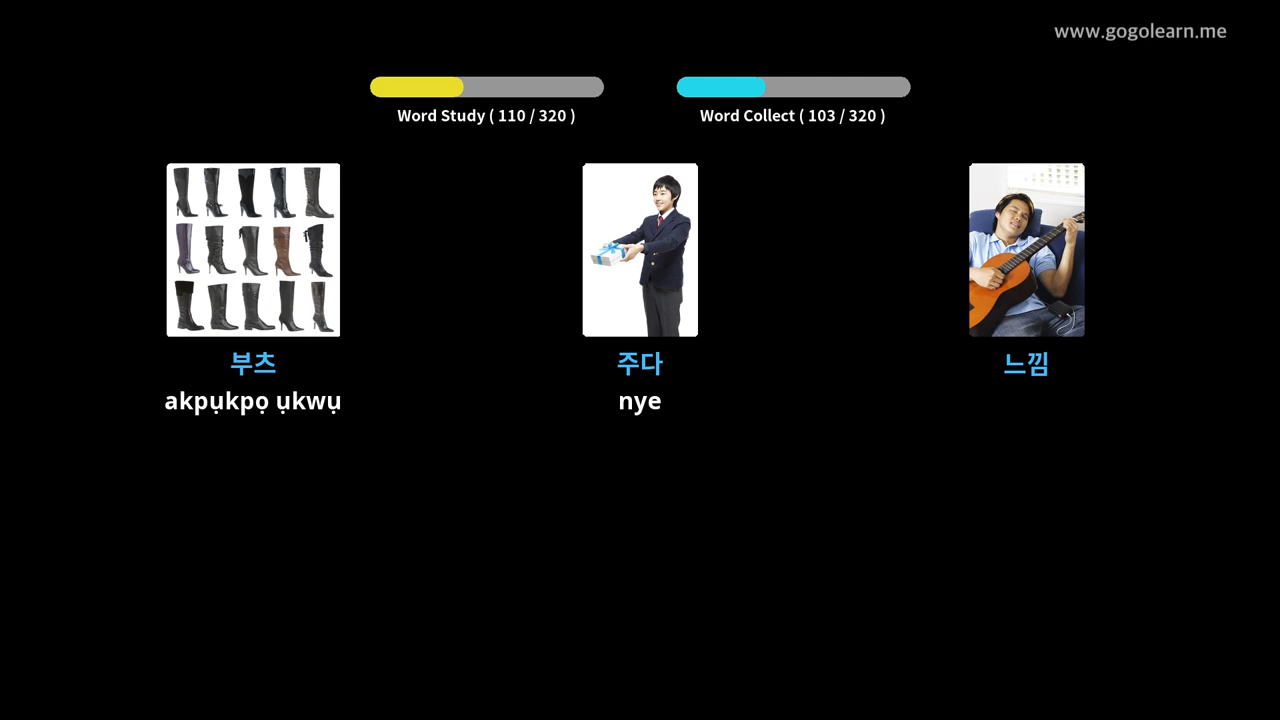 www.gogolearn.me
Word Study ( 110 / 320 )
Word Collect ( 103 / 320 )
부츠
주다
느낌
akpụkpọ ụkwụ
nye